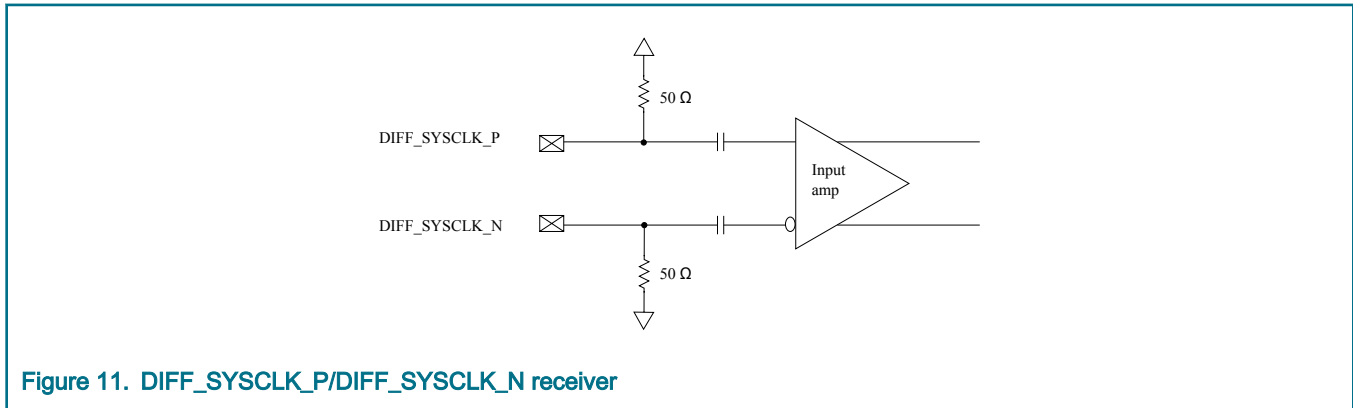 50 Ω
DIFF_SYSCLK_P
Input
amp
DIFF_SYSCLK_N
50 Ω
Figure 11. DIFF_SYSCLK_P/DIFF_SYSCLK_N receiver